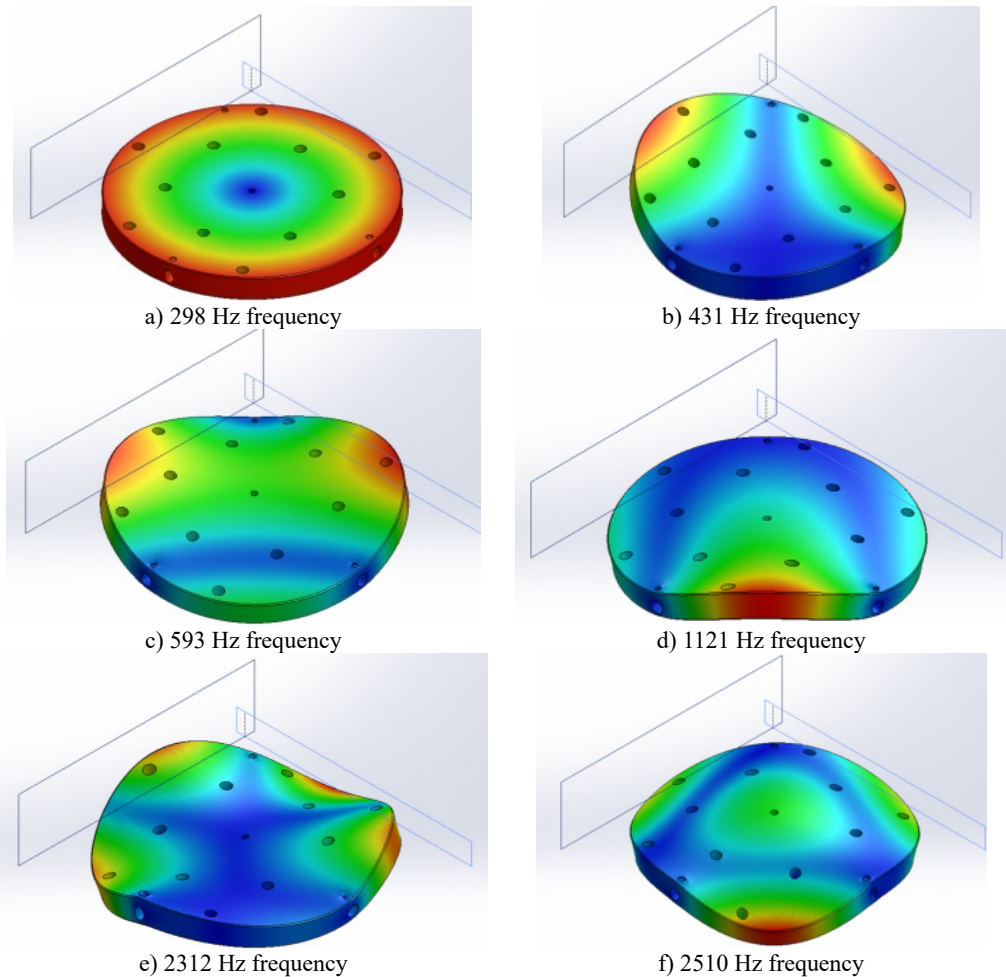 a) 298 Hz frequency
b) 431 Hz frequency
c) 593 Hz frequency
d) 1121 Hz frequency
e) 2312 Hz frequency
f) 2510 Hz frequency